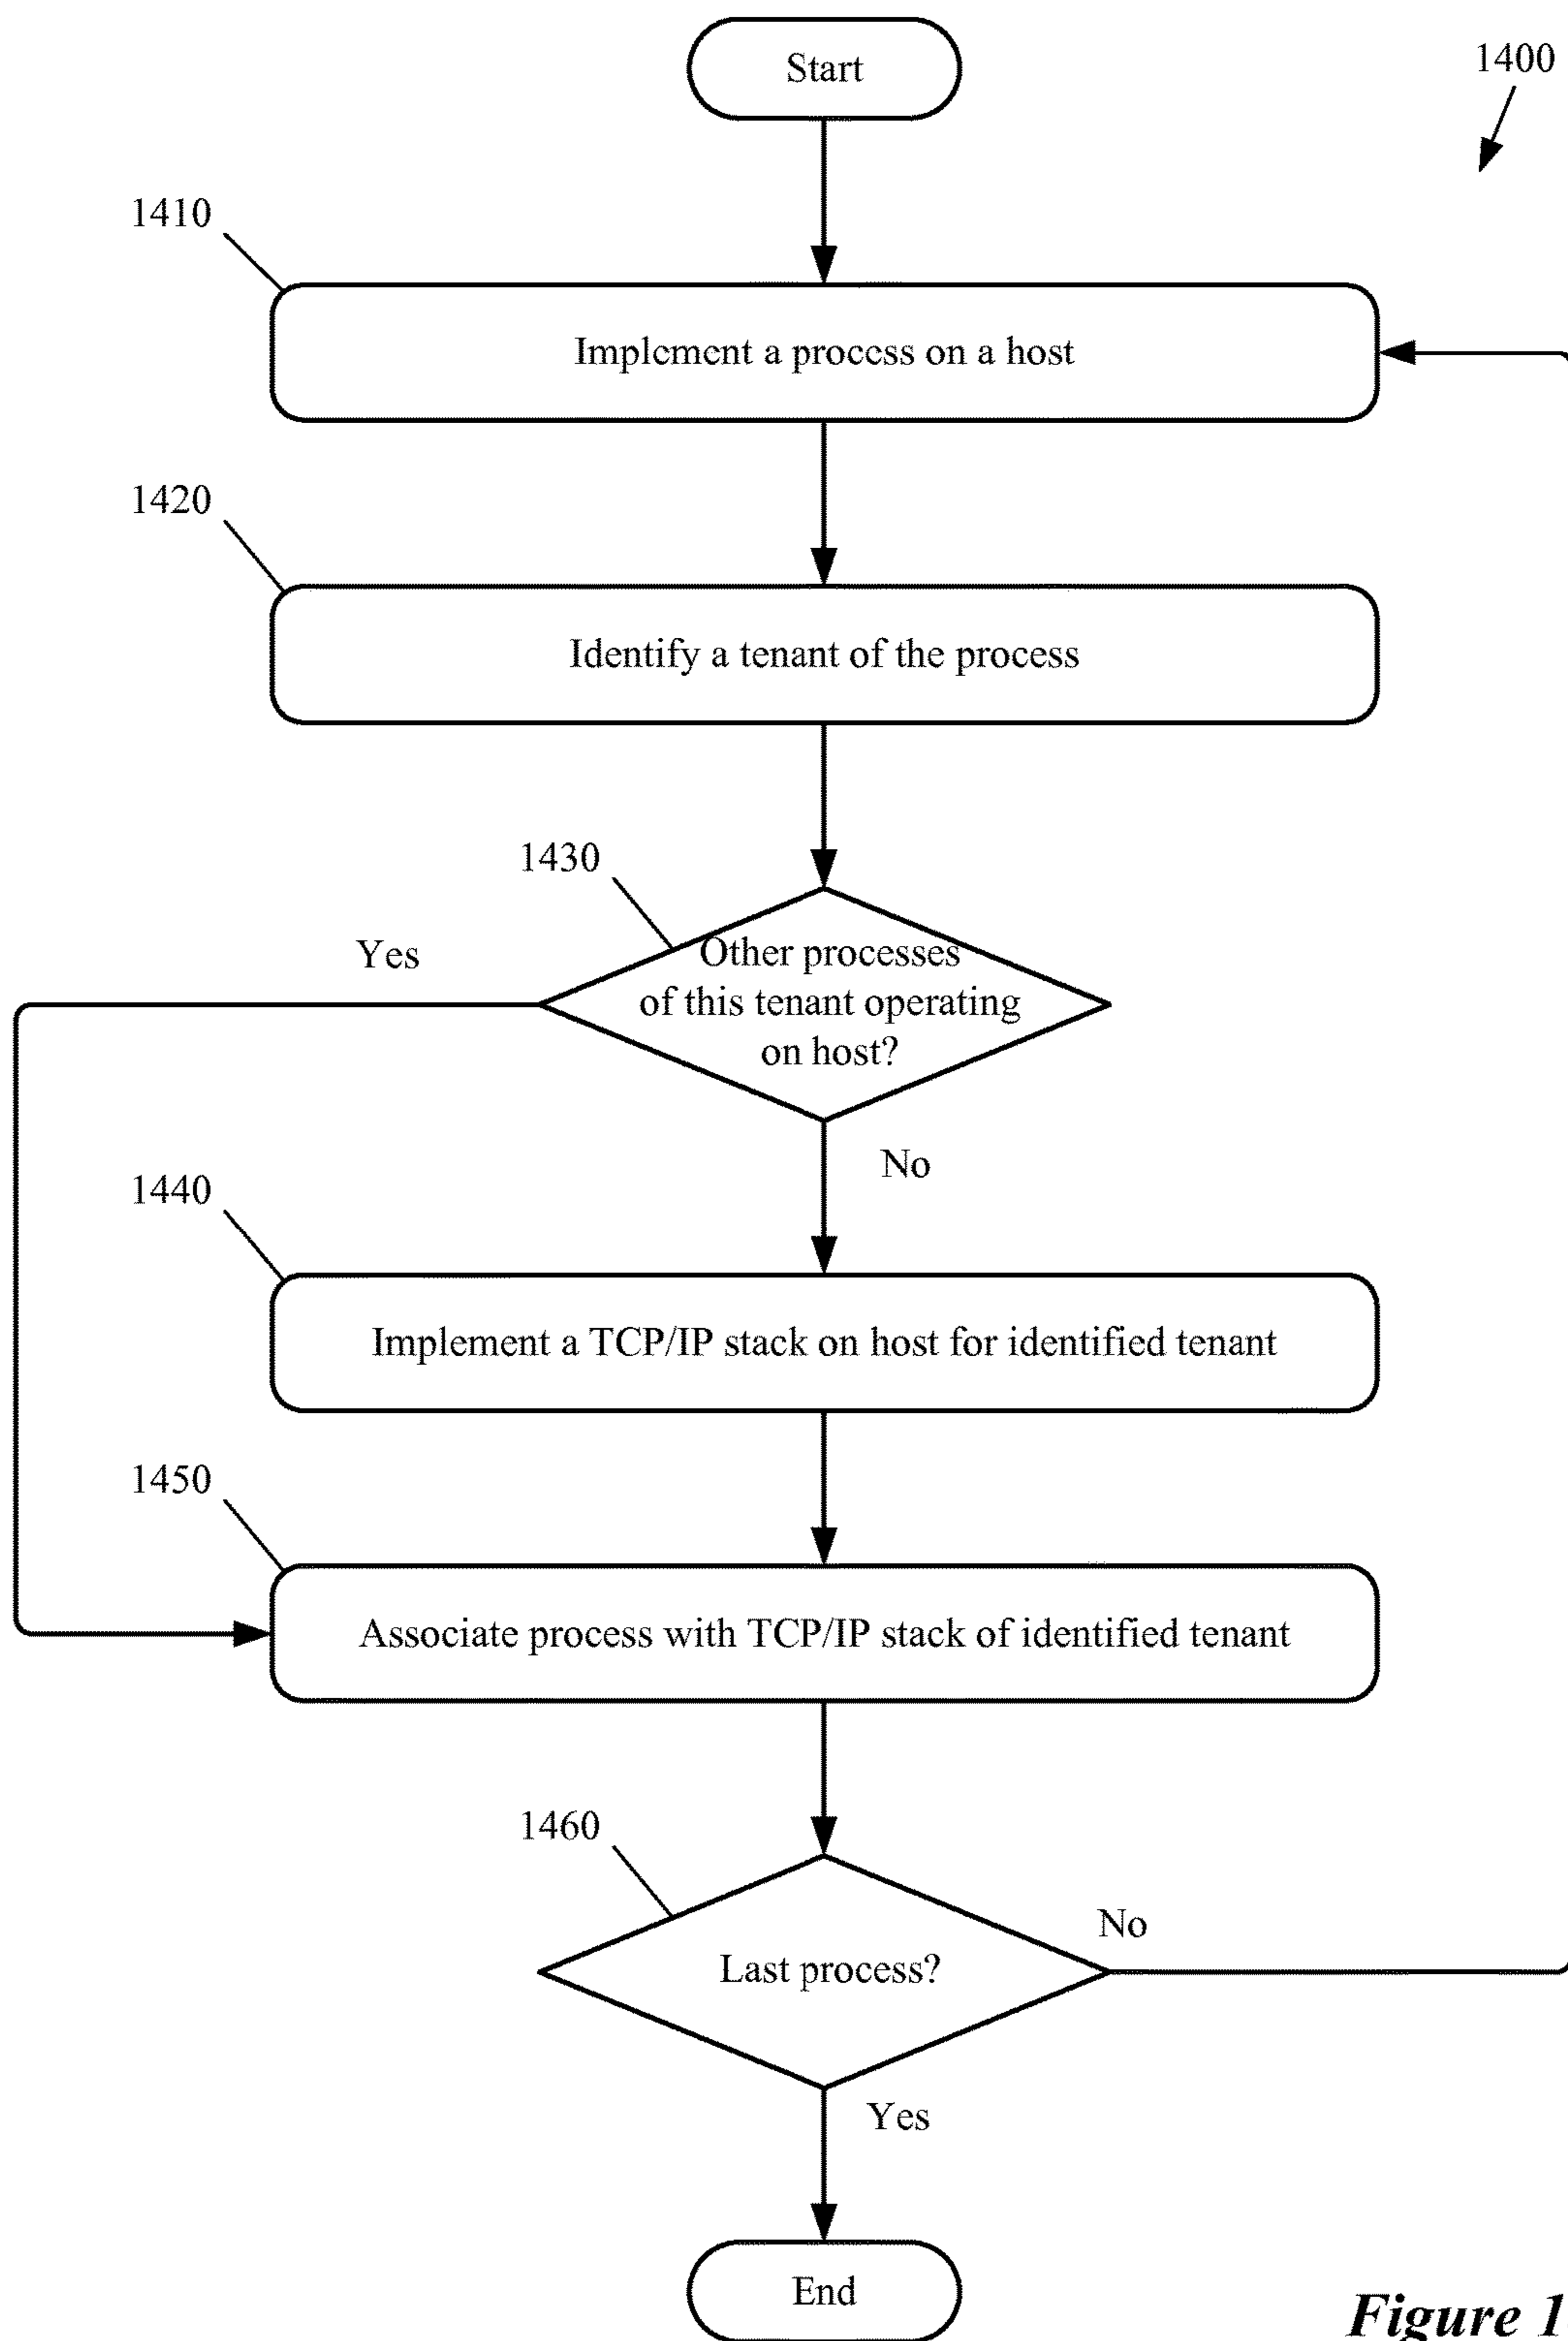 Start
1400
1410
Implement a process on a host
1420
Identify a tenant of the process
1430
Yes
Other processes
of this tenant operating
on host?
No
1440
Implement a TCP/IP stack on host for identified tenant
1450
Associate process with TCP/IP stack of identified tenant
1460
No
Last process?
Yes
End
Figure 1